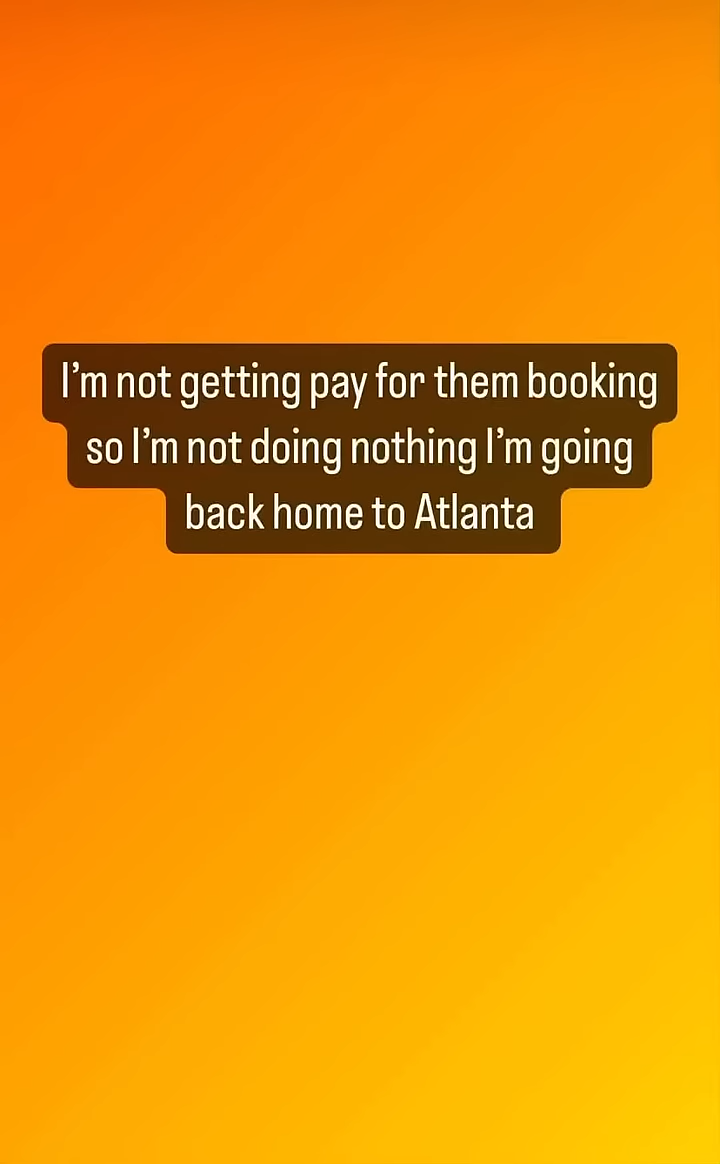 I’m not getting pay for them booking
so I’m not doing nothing I’m going
back home to Atlanta